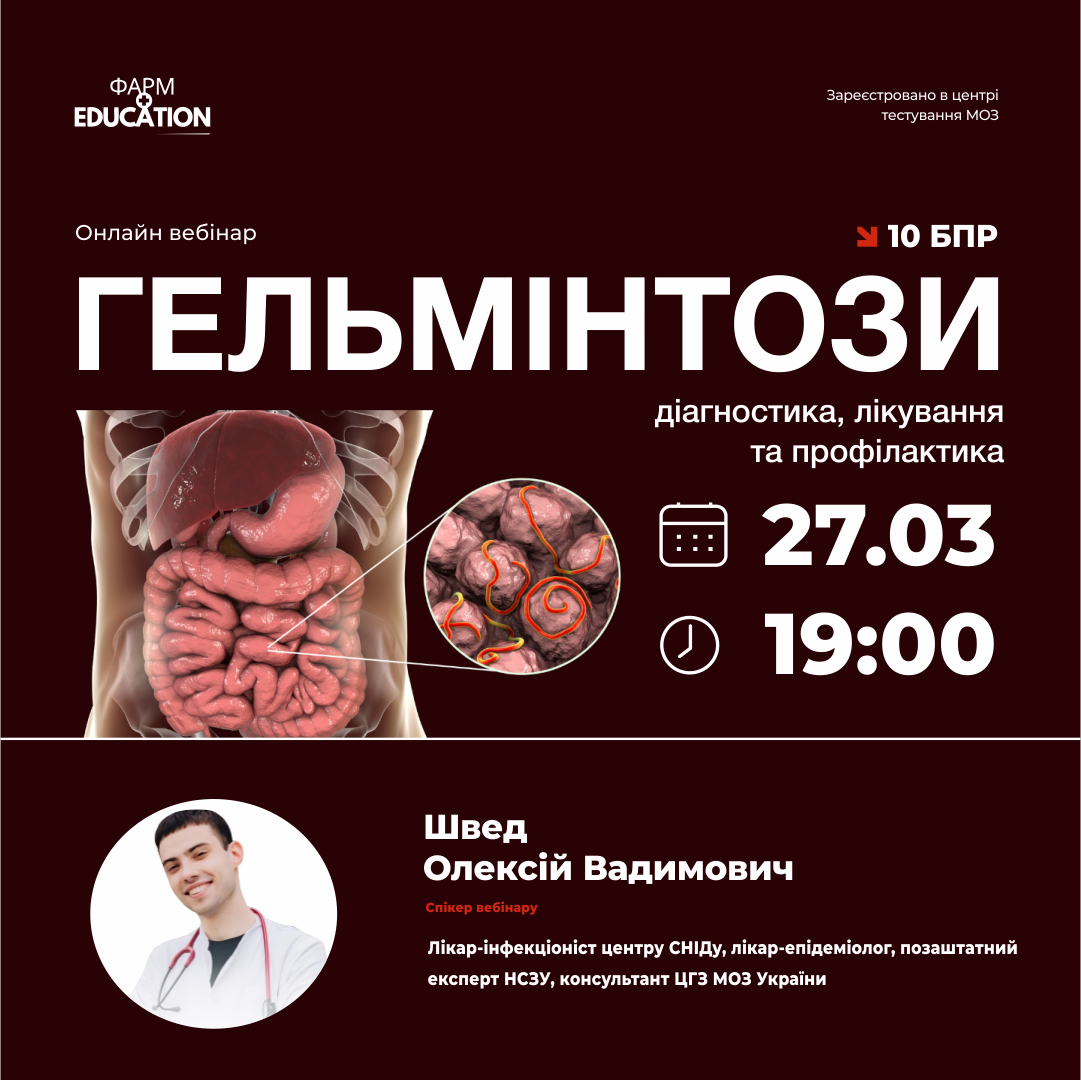 ФАРМ
EDUCATION
Зареєстровано в центрі
тестування МОЗ
Онлайн вебінар
10 БПР
ГЕЛЬМІНТОЗИ
діагностика, лікування
та профілактика
27.03
19:00
Швед
Олексій Вадимович
Спікер вебінару
Лікар-інфекціоніст центру СНІДу, лікар-епідеміолог, позаштатний
експерт НСЗУ, консультант ЦГЗ МОЗ України